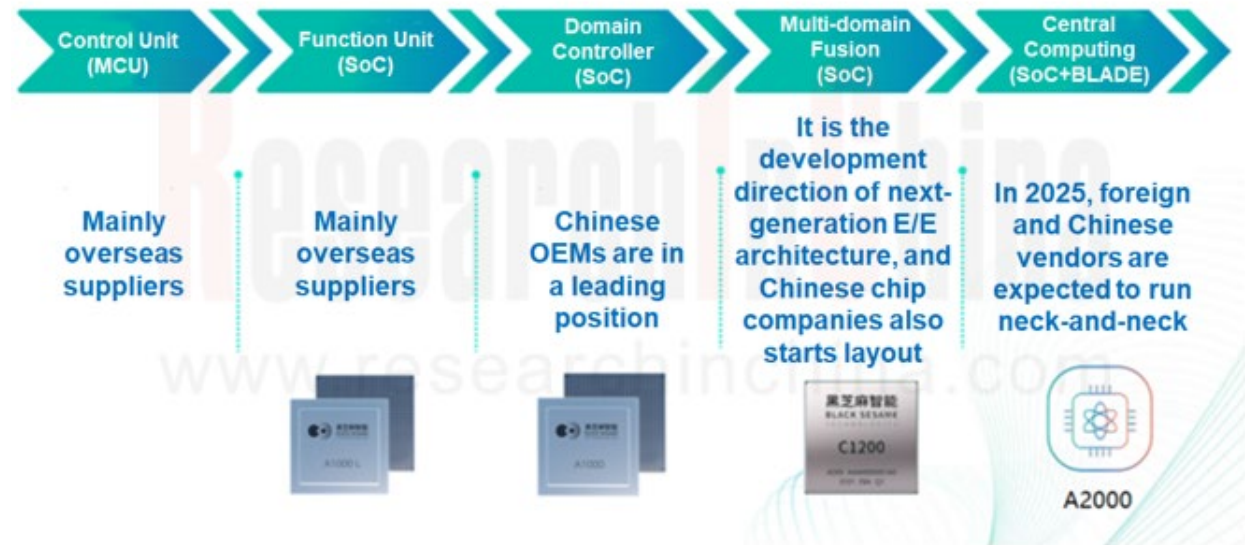 Control Unit
(MCU)
Function Unit
(SoC)
Domain
Controller
(SoC)
Multi-domain
Fusion
(SoC)
Central
Computing
(SoC+BLADE)
Mainly
overseas
suppliers
Mainly
overseas
suppliers
Chinese
OEMs are in
a leading
position
It is the
development
direction of next-
generation E/E
architecture, and
Chinese chip
companies also
starts layout
In 2025, foreign
and Chinese
vendors are
expected to run
neck-and-neck
ResearchInChina
www.researchinchina.com
A1000 L
A1000
黑芝麻智能
BLACK SESAME
TECHNOLOGIES
C1200
A2000